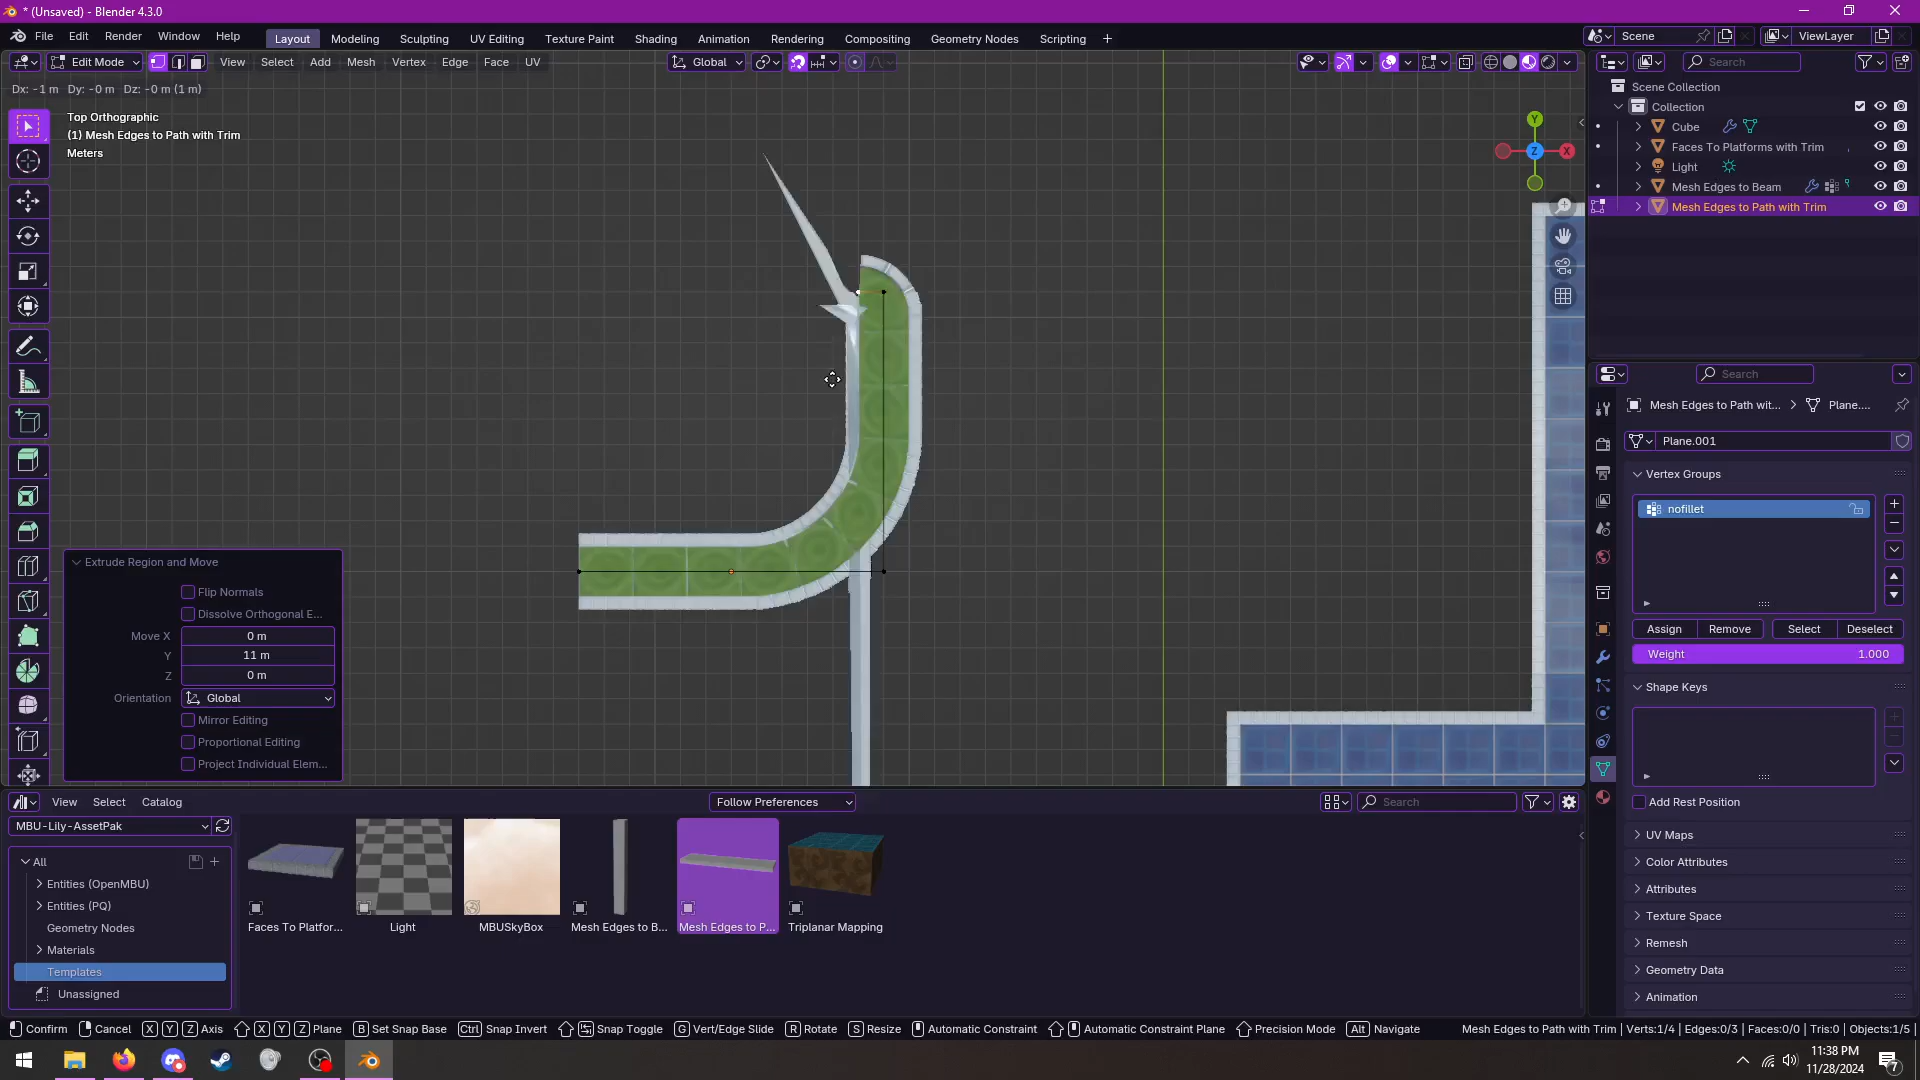 * (Unsaved) - Blender 4.3.0
File Edit Render Window Help Layout Modeling Sculpting UV Editing Texture Paint Shading Animation Rendering Compositing Geometry Nodes Scripting + Scene ViewLayer
Edit Mode View Select Add Mesh Vertex Edge Face UV Global Search
Dx: -1 m Dy: -0 m Dz: -0 m (1 m)
Top Orthographic
(1) Mesh Edges to Path with Trim
Meters
Y
Z
X
Scene Collection
Collection
Cube
Faces To Platforms with Trim
Light
Mesh Edges to Beam
Mesh Edges to Path with Trim
Search
Mesh Edges to Path wit... Plane....
Plane.001
Vertex Groups
nofillet
Assign Remove Select Deselect
Weight 1.000
Shape Keys
Add Rest Position
UV Maps
Color Attributes
Attributes
Texture Space
Remesh
Geometry Data
Animation
Extrude Region and Move
Flip Normals
Dissolve Orthogonal E...
Move X 0 m
Y 11 m
Z 0 m
Orientation Global
Mirror Editing
Proportional Editing
Project Individual Elem...
View Select Catalog Follow Preferences Search
MBU-Lily-AssetPak
All
Entities (OpenMBU)
Entities (PQ)
Geometry Nodes
Materials
Templates
Unassigned
Faces To Platfor... Light MBUSkyBox Mesh Edges to B... Mesh Edges to P... Triplanar Mapping
Confirm Cancel X Y Z Axis X Y Z Plane B Set Snap Base Ctrl Snap Invert Snap Toggle G Vert/Edge Slide R Rotate S Resize Automatic Constraint Automatic Constraint Plane Precision Mode Alt Navigate Mesh Edges to Path with Trim | Verts:1/4 | Edges:0/3 | Faces:0/0 | Tris:0 | Objects:1/5 |
11:38 PM
11/28/2024
7